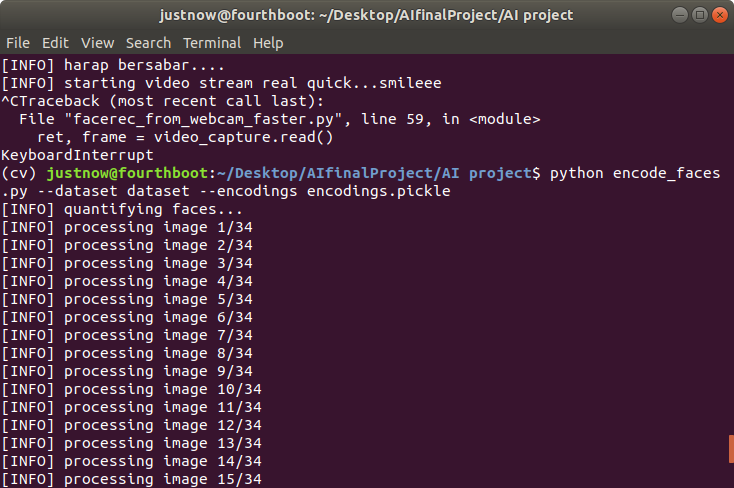 justnow@fourthboot: ~/Desktop/AIfinalProject/AI project
File Edit View Search Terminal Help
[INFO] harap bersabar....
[INFO] starting video stream real quick...smileee
^CTraceback (most recent call last):
  File "facerec_from_webcam_faster.py", line 59, in <module>
    ret, frame = video_capture.read()
KeyboardInterrupt
(cv) justnow@fourthboot:~/Desktop/AIfinalProject/AI project$ python encode_faces
.py --dataset dataset --encodings encodings.pickle
[INFO] quantifying faces...
[INFO] processing image 1/34
[INFO] processing image 2/34
[INFO] processing image 3/34
[INFO] processing image 4/34
[INFO] processing image 5/34
[INFO] processing image 6/34
[INFO] processing image 7/34
[INFO] processing image 8/34
[INFO] processing image 9/34
[INFO] processing image 10/34
[INFO] processing image 11/34
[INFO] processing image 12/34
[INFO] processing image 13/34
[INFO] processing image 14/34
[INFO] processing image 15/34